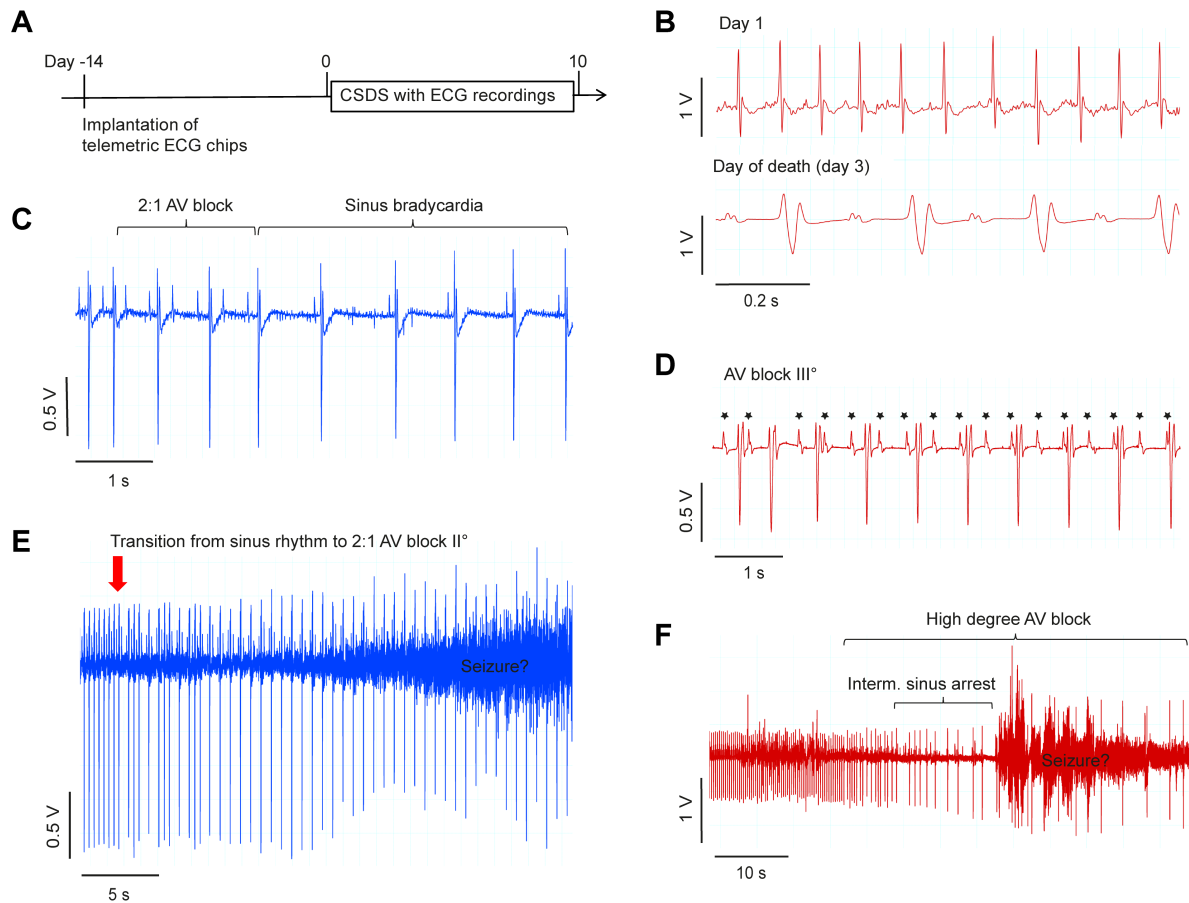 A
Day -14
0
10
CSDS with ECG recordings
Implantation of
telemetric ECG chips
B
Day 1
1 V
Day of death (day 3)
1 V
0.2 s
C
2:1 AV block
Sinus bradycardia
0.5 V
1 s
D
AV block III°
0.5 V
1 s
E
Transition from sinus rhythm to 2:1 AV block II°
Seizure?
0.5 V
5 s
F
High degree AV block
Interm. sinus arrest
Seizure?
1 V
10 s